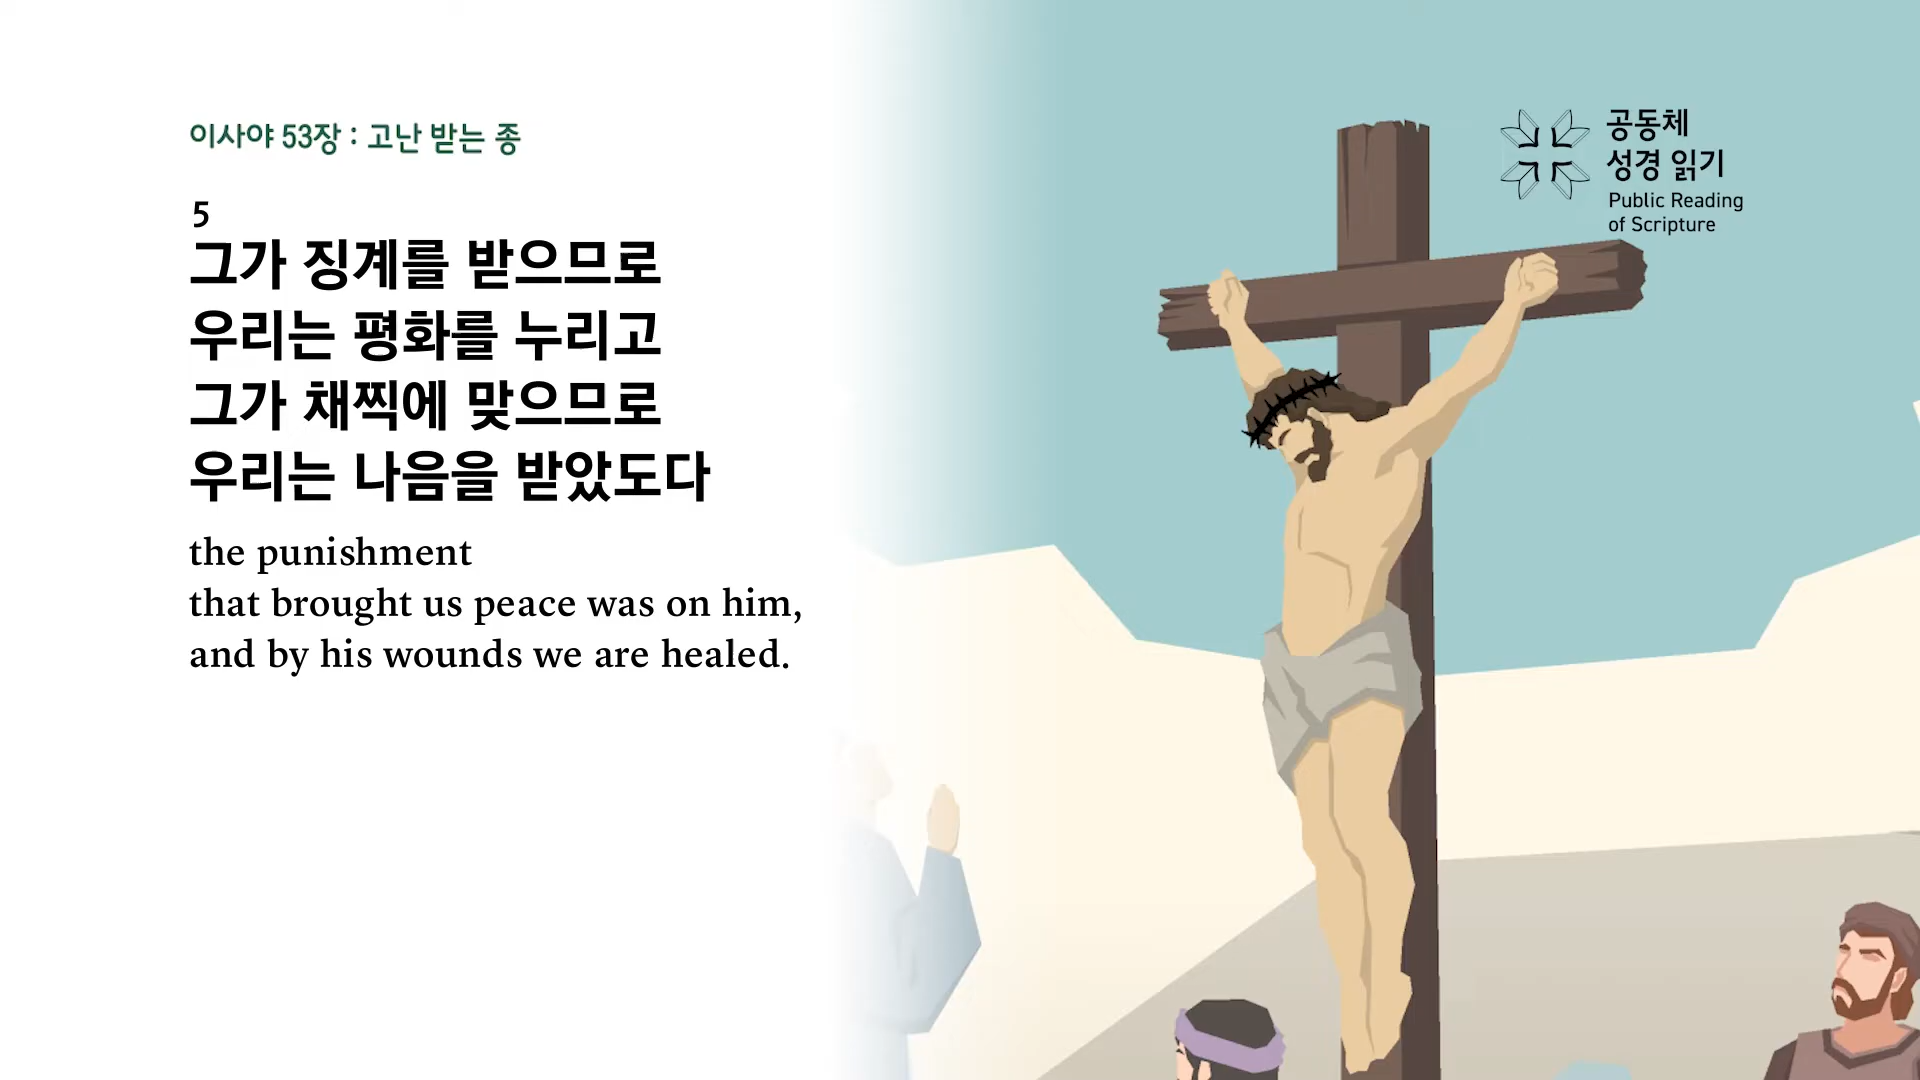 이사야 53장 : 고난 받는 종
5
그가 징계를 받으므로
우리는 평화를 누리고
그가 채찍에 맞으므로
우리는 나음을 받았도다
the punishment
that brought us peace was on him,
and by his wounds we are healed.
공동체
성경 읽기
Public Reading
of Scripture